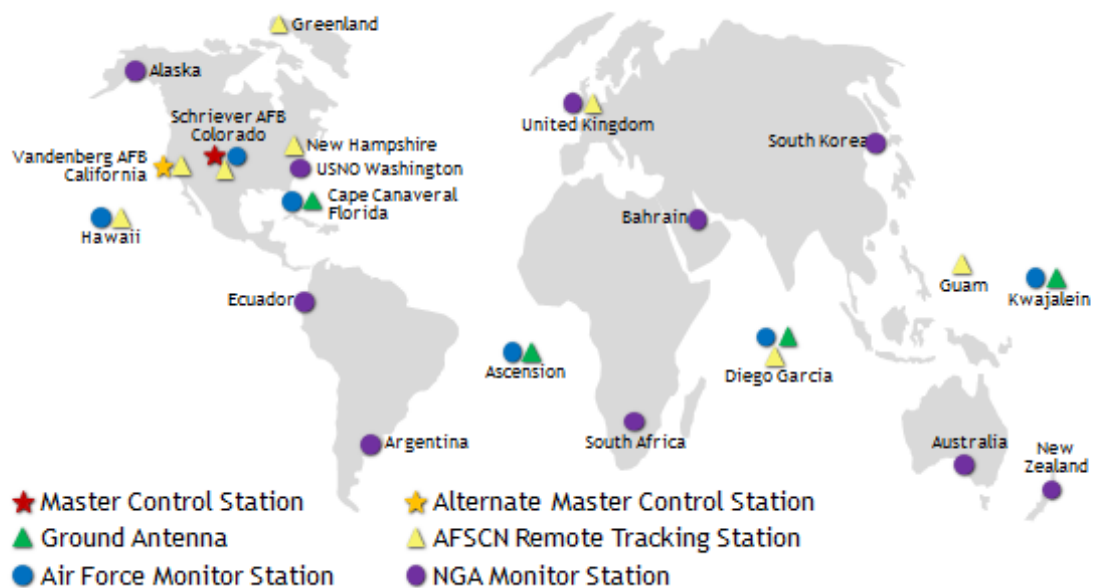 Greenland
Alaska
Schriever AFB
Colorado
Vandenberg AFB
California
New Hampshire
USNO Washington
Cape Canaveral
Florida
Hawaii
United Kingdom
South Korea
Bahrain
Guam
Kwajalein
Ecuador
Ascension
Diego Garcia
Argentina
South Africa
Australia
New
Zealand
Master Control Station
Alternate Master Control Station
Ground Antenna
AFSCN Remote Tracking Station
Air Force Monitor Station
NGA Monitor Station